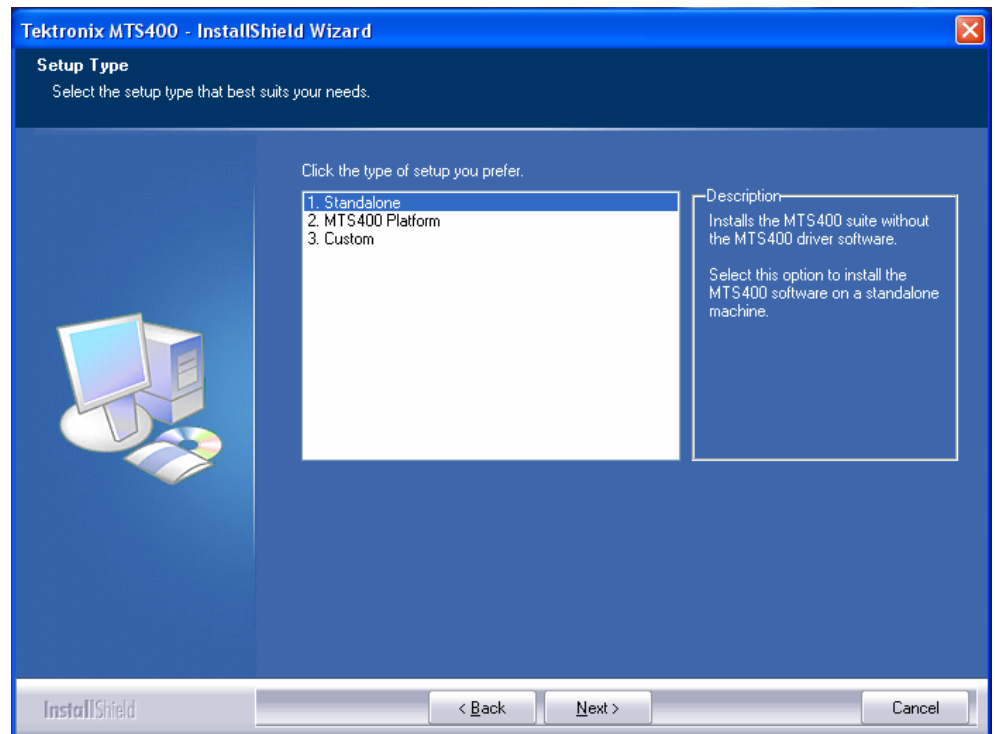 Tektronix MTS400 - InstallShield Wizard
Setup Type
Select the setup type that best suits your needs.
Click the type of setup you prefer.
1. Standalone
2. MTS400 Platform
3. Custom
Description
Installs the MTS400 suite without
the MTS400 driver software.
Select this option to install the
MTS400 software on a standalone
machine.
InstallShield
< Back
Next >
Cancel